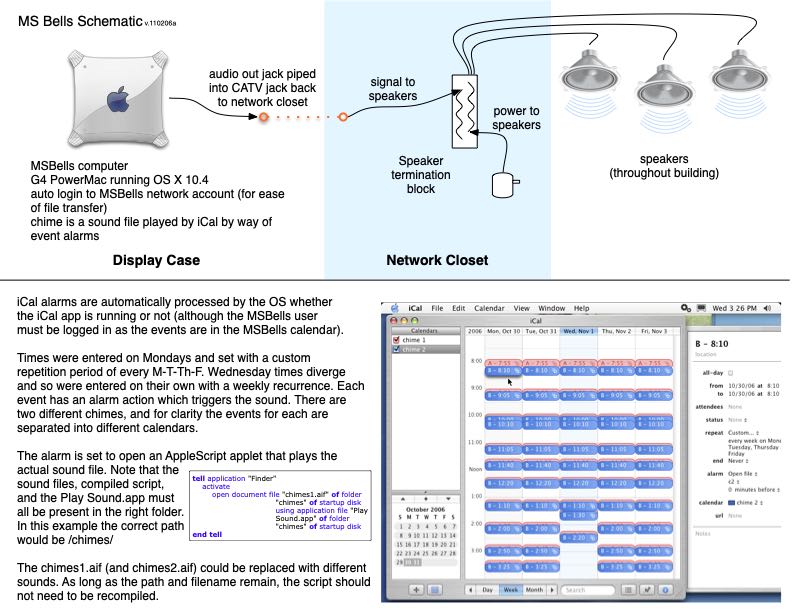 MS Bells Schematic v.110206a
audio out jack piped
into CATV jack back
to network closet
signal to
speakers
power to
speakers
Speaker
termination
block
speakers
(throughout building)
MSBells computer
G4 PowerMac running OS X 10.4
auto login to MSBells network account (for ease
of file transfer)
chime is a sound file played by iCal by way of
event alarms
Display Case
Network Closet
iCal alarms are automatically processed by the OS whether
the iCal app is running or not (although the MSBells user
must be logged in as the events are in the MSBells calendar).
Times were entered on Mondays and set with a custom
repetition period of every M-T-Th-F. Wednesday times diverge
and so were entered on their own with a weekly recurrence. Each
event has an alarm action which triggers the sound. There are
two different chimes, and for clarity the events for each are
separated into different calendars.
The alarm is set to open an AppleScript applet that plays the
actual sound file. Note that the
sound files, compiled script,
and the Play Sound.app must
all be present in the right folder.
In this example the correct path
would be /chimes/
tell application "Finder"
activate
open document file "chimes1.aif" of folder
"chimes" of startup disk
using application file "Play
Sound.app" of folder
"chimes" of startup disk
end tell
The chimes1.aif (and chimes2.aif) could be replaced with different
sounds. As long as the path and filename remain, the script should
not need to be recompiled.
iCal File Edit Calendar View Window Help Wed 3 26 PM
iCal
Calendars
chime 1
chime 2
2006 Mon, Oct 30 Tue, Oct 31 Wed, Nov 1 Thu, Nov 2 Fri, Nov 3
8:00
A - 7:55 A - 7:55 A - 7:55 A - 7:55 A - 7:55
B - 8:10 B - 8:10 B - 8:10 B - 8:10 B - 8:10
9:00
B - 9:05 B - 9:05 B - 9:05 B - 9:05 B - 9:05
10:00
B - 10:10 B - 10:10 B - 10:10 B - 10:10
11:00
B - 11:05 B - 11:05 B - 11:05 B - 11:05 B - 11:05
B - 11:40 B - 11:40 B - 11:40 B - 11:40 B - 11:40
Noon
B - 12:20 B - 12:20 B - 12:20 B - 12:20 B - 12:20
1:00
B - 1:10 B - 1:10 B - 1:10 B - 1:10 B - 1:10
B - 1:30
2:00
B - 2:00 B - 2:00 B - 2:00 B - 2:00
B - 2:20
3:00
B - 2:50 B - 2:50 B - 2:50 B - 2:50
B - 3:25 B - 3:25 B - 3:25 B - 3:25
October 2006
S M T W T F S
1 2 3 4 5 6 7
8 9 10 11 12 13 14
15 16 17 18 19 20 21
22 23 24 25 26 27 28
29 30 31
Day Week Month Search
B - 8:10
location
all-day
from 10/30/06 at 8:10
to 10/30/06 at 8:10
attendees None
status None
repeat Custom...
every week on Mon
Tuesday, Thursday
Friday
end Never
alarm Open file
c2
0 minutes before
calendar chime 2
url None
Notes